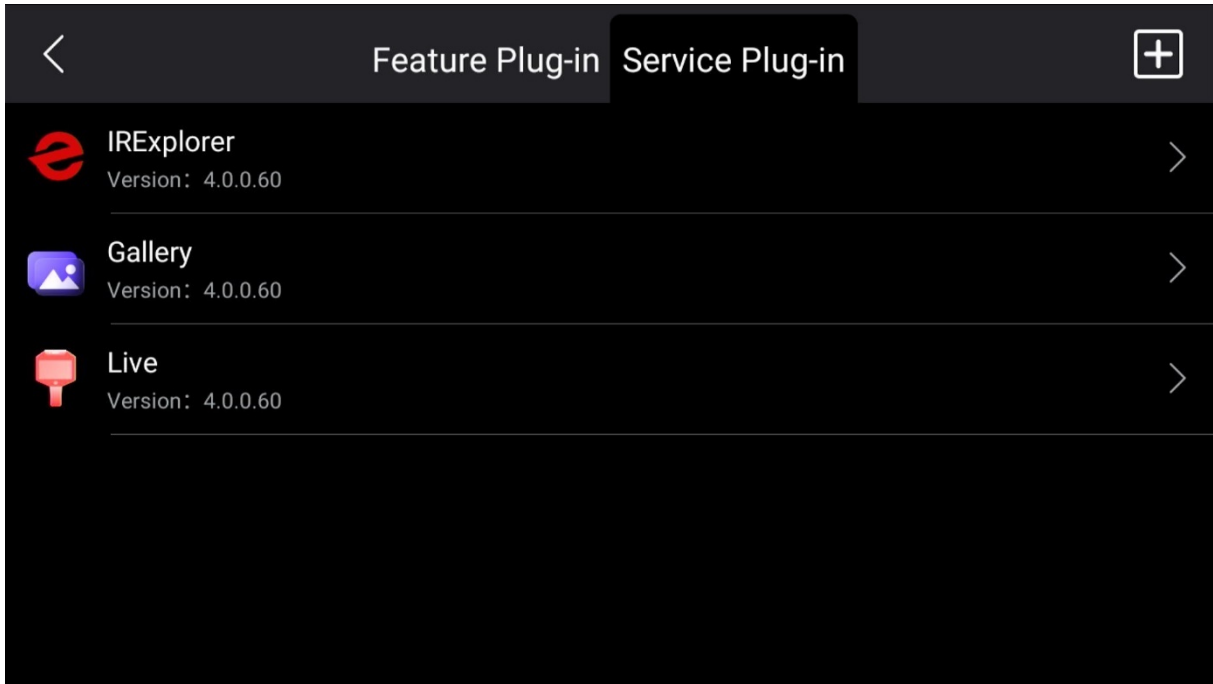 Feature Plug-in Service Plug-in
IRExplorer
Version：4.0.0.60
Gallery
Version：4.0.0.60
Live
Version：4.0.0.60